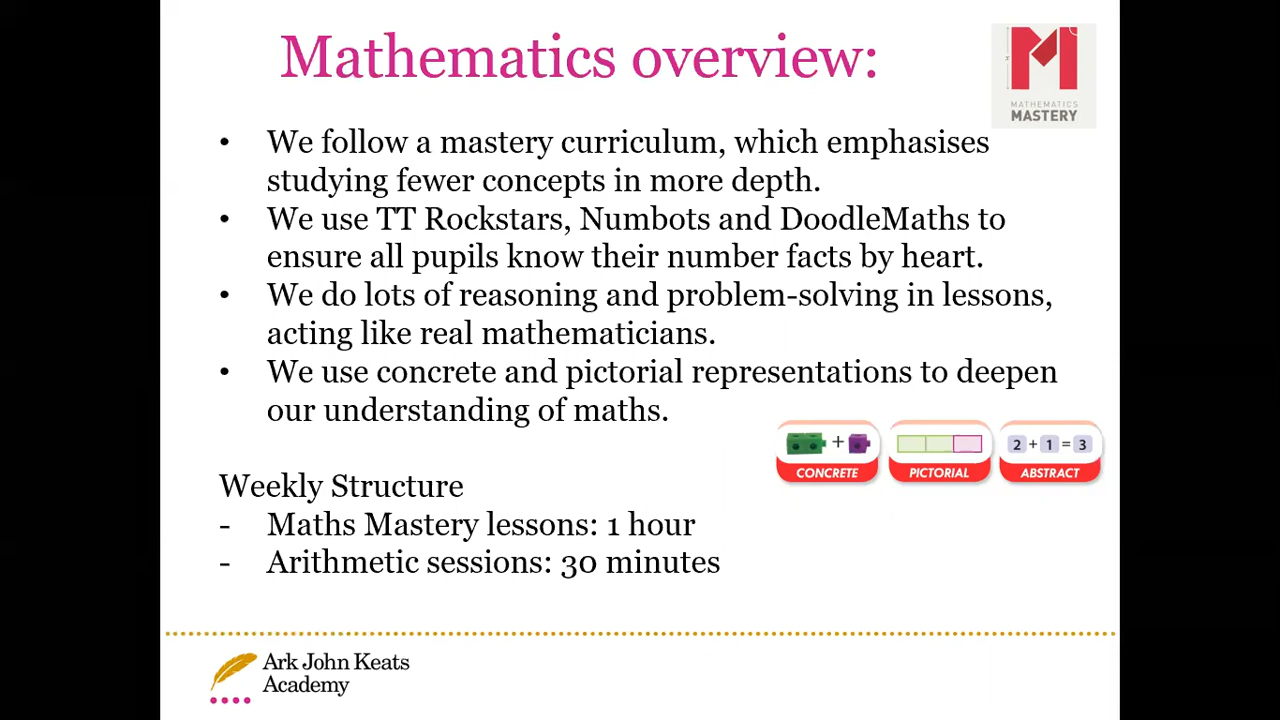 Mathematics overview:
MATHEMATICS
MASTERY
• We follow a mastery curriculum, which emphasises
studying fewer concepts in more depth.
• We use TT Rockstars, Numbots and DoodleMaths to
ensure all pupils know their number facts by heart.
• We do lots of reasoning and problem-solving in lessons,
acting like real mathematicians.
• We use concrete and pictorial representations to deepen
our understanding of maths.
+ 2 + 1 = 3
CONCRETE PICTORIAL ABSTRACT
Weekly Structure
- Maths Mastery lessons: 1 hour
- Arithmetic sessions: 30 minutes
Ark John Keats
Academy